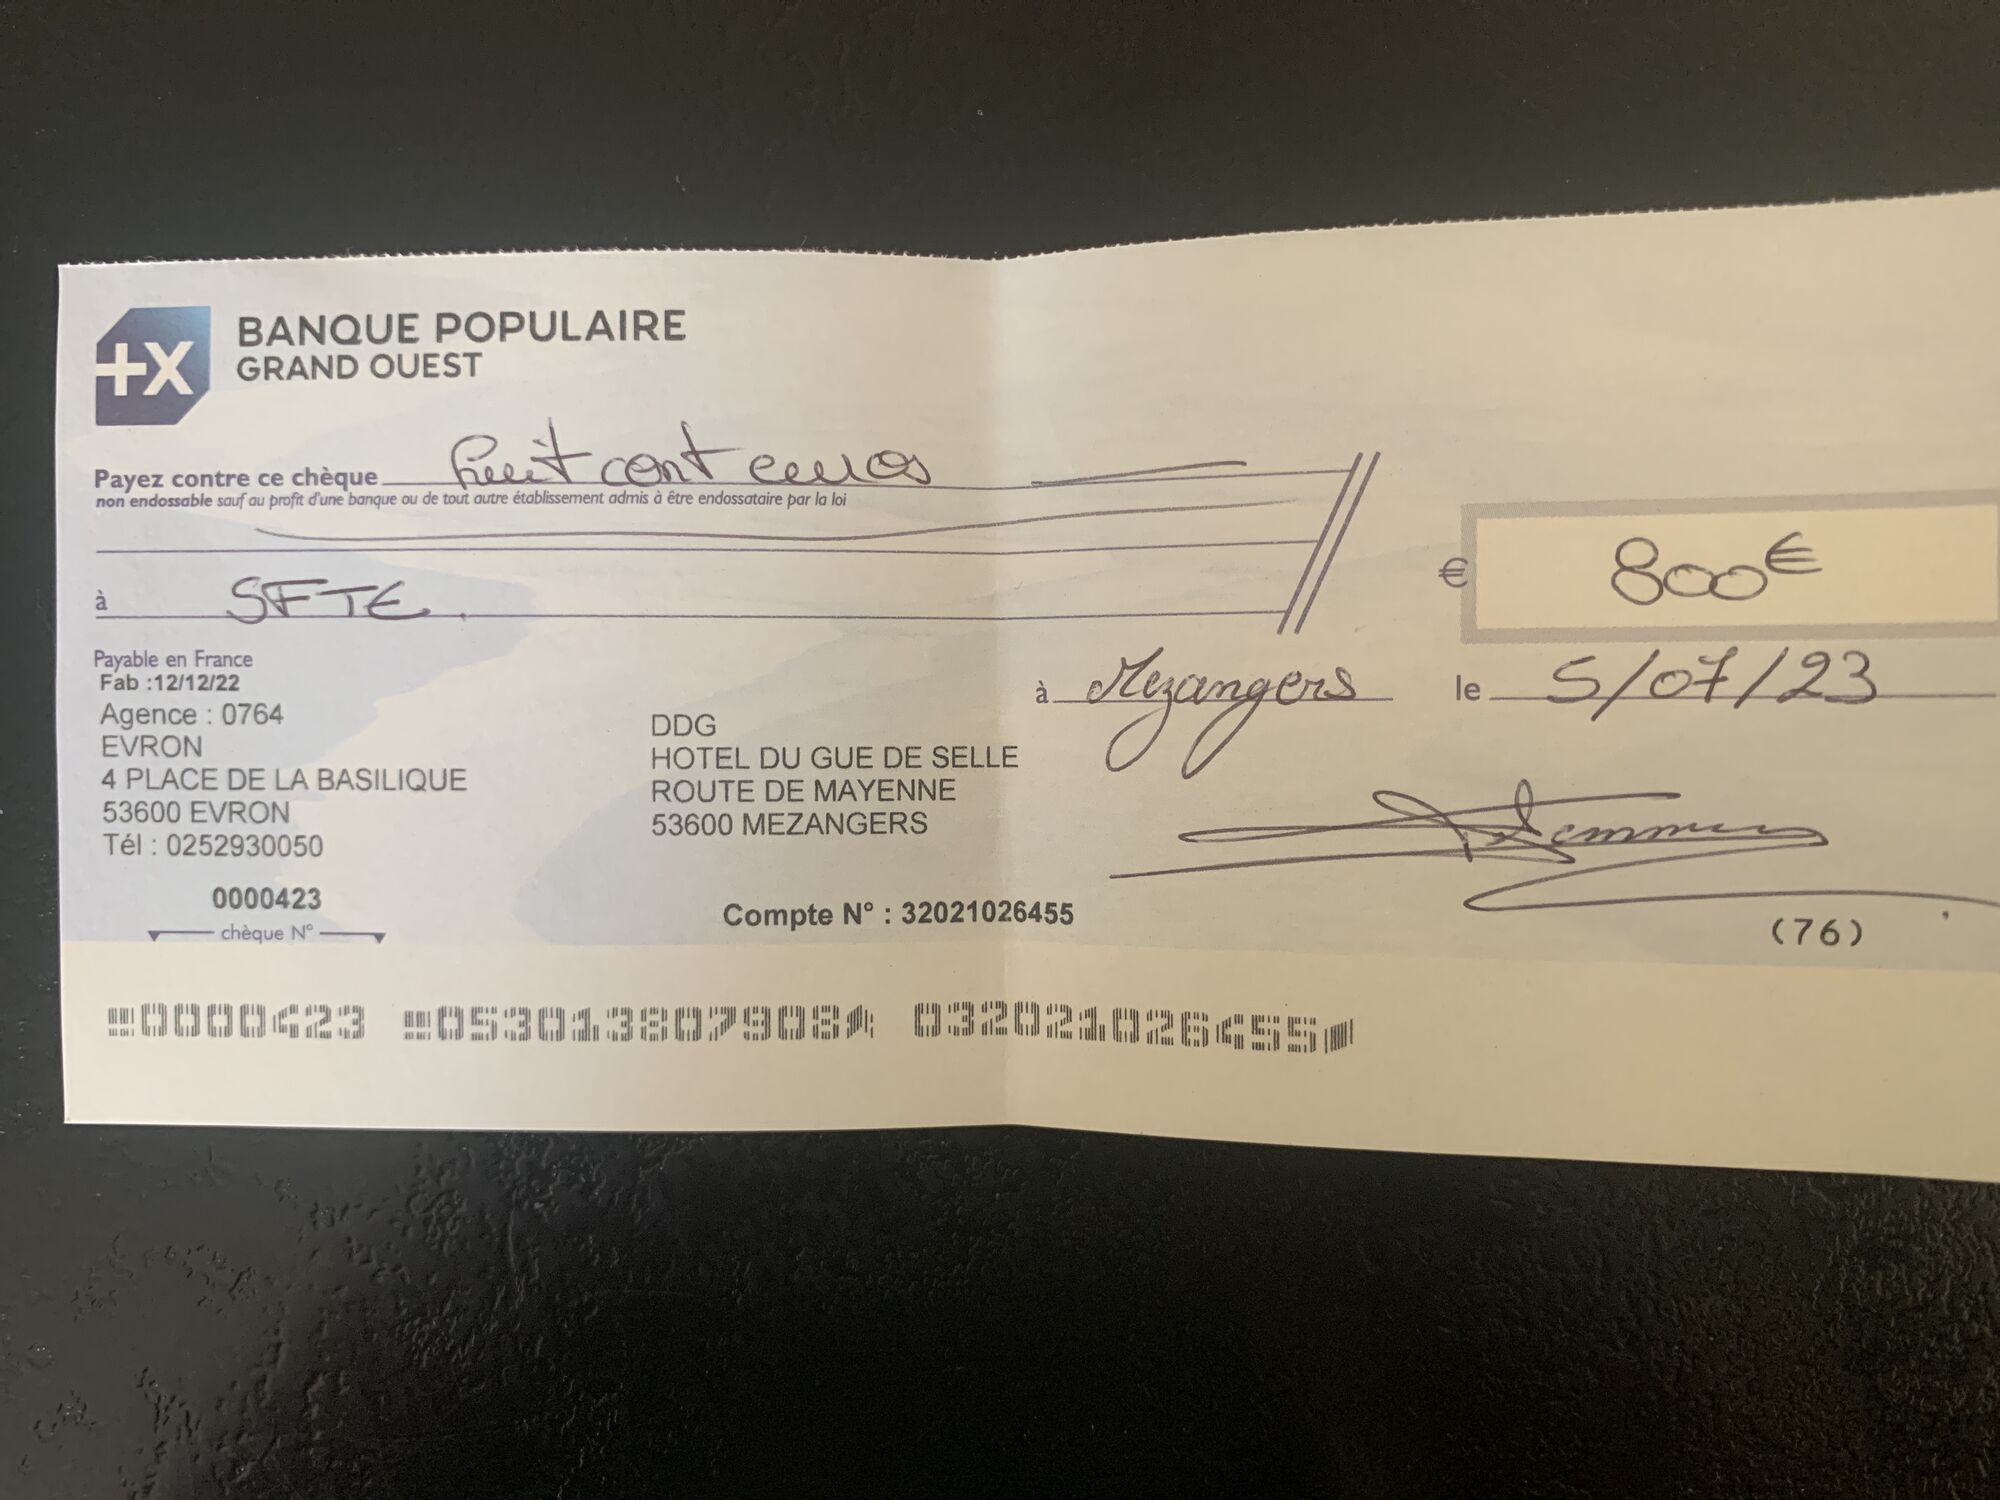 +X
BANQUE POPULAIRE
GRAND OUEST
Payez contre ce chèque huit cent euros
non endossable sauf au profit d'une banque ou de tout autre établissement admis à être endossataire par la loi
€ 800€
à SFTE.
Payable en France
Fab :12/12/22
Agence : 0764
EVRON
4 PLACE DE LA BASILIQUE
53600 EVRON
Tél : 0252930050
à Mezangers le 5/07/23
DDG
HOTEL DU GUE DE SELLE
ROUTE DE MAYENNE
53600 MEZANGERS
0000423
chèque N°
Compte N° : 32021026455
(76)
0000423 053013807908 032021026455